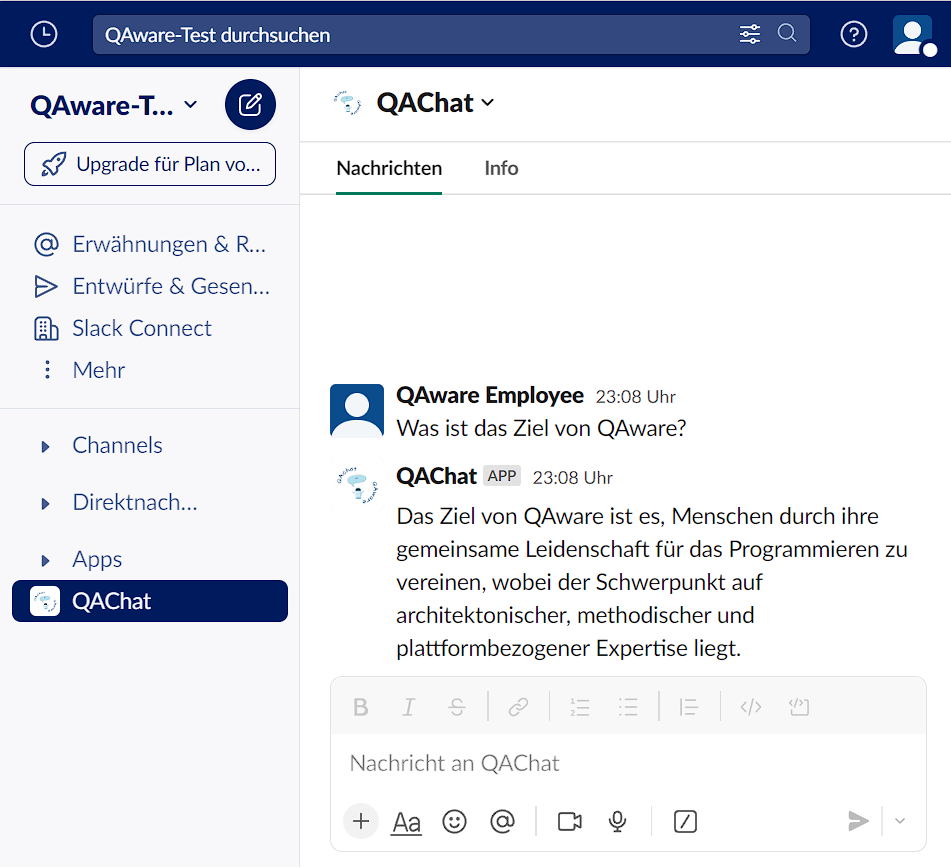 QAware-Test durchsuchen
QAware-T...
Upgrade für Plan vo...
Erwähnungen & R...
Entwürfe & Gesen...
Slack Connect
Mehr
Channels
Direktnach...
Apps
QAChat
QAChat
Nachrichten Info
QAware Employee 23:08 Uhr
Was ist das Ziel von QAware?
QAChat APP 23:08 Uhr
Das Ziel von QAware ist es, Menschen durch ihre
gemeinsame Leidenschaft für das Programmieren zu
vereinen, wobei der Schwerpunkt auf
architektonischer, methodischer und
plattformbezogener Expertise liegt.
B I S
Nachricht an QAChat
Aa